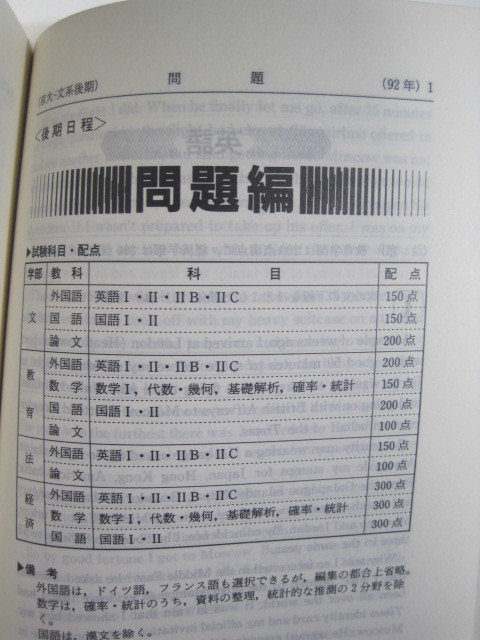 (京大-文系後期) 問題 (92年) 1
<後期日程>
問題編
▶試験科目・配点
学部 教科 科目 配点
文 外国語 英語Ⅰ・Ⅱ・ⅡB・ⅡC 150点
国語 国語Ⅰ・Ⅱ 150点
論文 200点
教育 外国語 英語Ⅰ・Ⅱ・ⅡB・ⅡC 200点
数学 数学Ⅰ,代数・幾何,基礎解析,確率・統計 150点
国語 国語Ⅰ・Ⅱ 200点
論文 100点
法 外国語 英語Ⅰ・Ⅱ・ⅡB・ⅡC 150点
論文 100点
経済 外国語 英語Ⅰ・Ⅱ・ⅡB・ⅡC 300点
数学 数学Ⅰ,代数・幾何,基礎解析,確率・統計 300点
国語 国語Ⅰ・Ⅱ 300点
▶備考
外国語は,ドイツ語,フランス語も選択できるが,編集の都合上省略。
数学は,確率・統計のうち,資料の整理,統計的な推測の2分野を除
く。
国語は,漢文を除く。